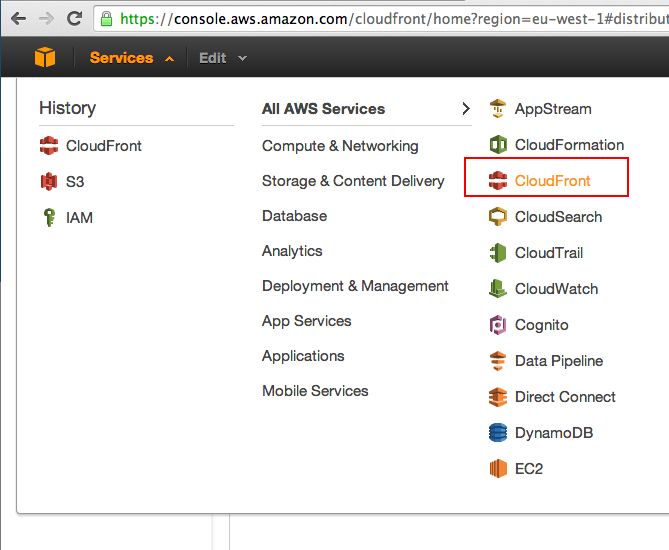 https://console.aws.amazon.com/cloudfront/home?region=eu-west-1#distribut
Services Edit
History
CloudFront
S3
IAM
All AWS Services
Compute & Networking
Storage & Content Delivery
Database
Analytics
Deployment & Management
App Services
Applications
Mobile Services
AppStream
CloudFormation
CloudFront
CloudSearch
CloudTrail
CloudWatch
Cognito
Data Pipeline
Direct Connect
DynamoDB
EC2